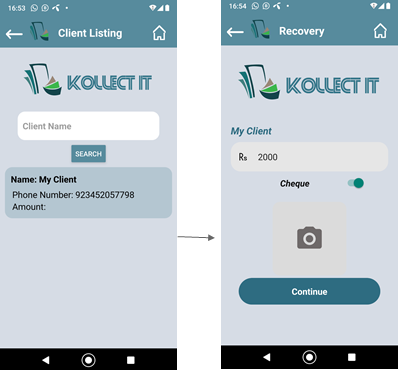 16:53
Client Listing
KOLLECT IT
Client Name
SEARCH
Name: My Client
Phone Number: 923452057798
Amount:
16:54
Recovery
KOLLECT IT
My Client
Rs 2000
Cheque
Continue